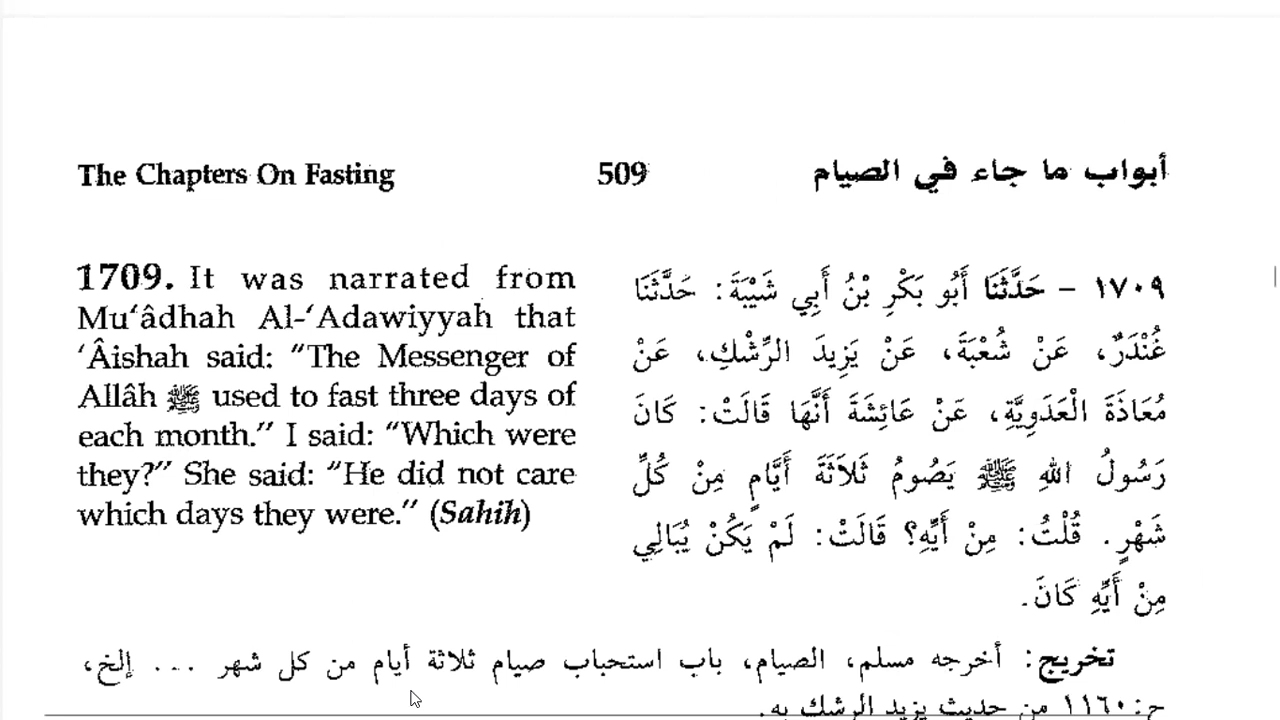 The Chapters On Fasting 509 أبواب ما جاء في الصيام
1709. It was narrated from
Mu‘âdhah Al-‘Adawiyyah that
‘Âishah said: “The Messenger of
Allâh ﷺ used to fast three days of
each month.” I said: “Which were
they?” She said: “He did not care
which days they were.” (Sahih)
١٧٠٩ - حَدَّثَنَا أَبُو بَكْرِ بْنُ أَبِي شَيْبَةَ: حَدَّثَنَا
غُنْدَرٌ، عَنْ شُعْبَةَ، عَنْ يَزِيدَ الرِّشْكِ، عَنْ
مُعَاذَةَ الْعَدَوِيَّةِ، عَنْ عَائِشَةَ أَنَّهَا قَالَتْ: كَانَ
رَسُولُ اللهِ ﷺ يَصُومُ ثَلاَثَةَ أَيَّامٍ مِنْ كُلِّ
شَهْرٍ. قُلْتُ: مِنْ أَيِّهِ؟ قَالَتْ: لَمْ يَكُنْ يُبَالِي
مِنْ أَيِّهِ كَانَ.
تخريج: أخرجه مسلم، الصيام، باب استحباب صيام ثلاثة أيام من كل شهر ... إلخ،
ح: ١١٦٠ من حديث يزيد الرشك به.